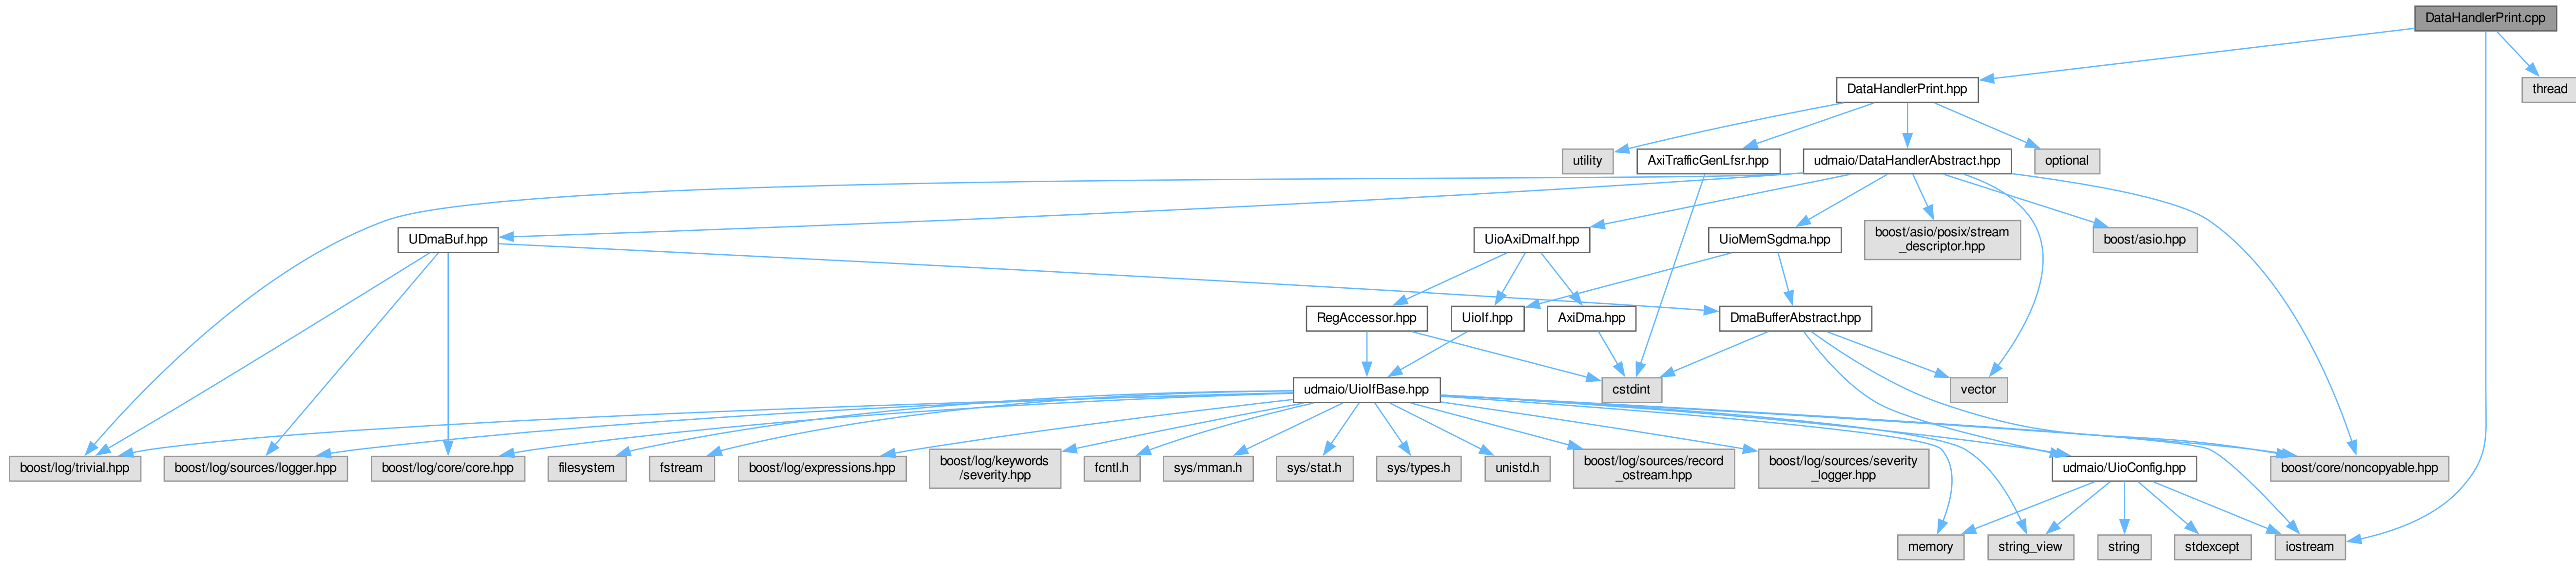 DataHandlerPrint.cpp
DataHandlerPrint.hpp
thread
utility
AxiTrafficGenLfsr.hpp
udmaio/DataHandlerAbstract.hpp
optional
UDmaBuf.hpp
UioAxiDmaIf.hpp
UioMemSgdma.hpp
boost/asio/posix/stream
_descriptor.hpp
boost/asio.hpp
RegAccessor.hpp
UioIf.hpp
AxiDma.hpp
DmaBufferAbstract.hpp
udmaio/UioIfBase.hpp
cstdint
vector
boost/log/trivial.hpp
boost/log/sources/logger.hpp
boost/log/core/core.hpp
filesystem
fstream
boost/log/expressions.hpp
boost/log/keywords
/severity.hpp
fcntl.h
sys/mman.h
sys/stat.h
sys/types.h
unistd.h
boost/log/sources/record
_ostream.hpp
boost/log/sources/severity
_logger.hpp
udmaio/UioConfig.hpp
boost/core/noncopyable.hpp
memory
string_view
string
stdexcept
iostream